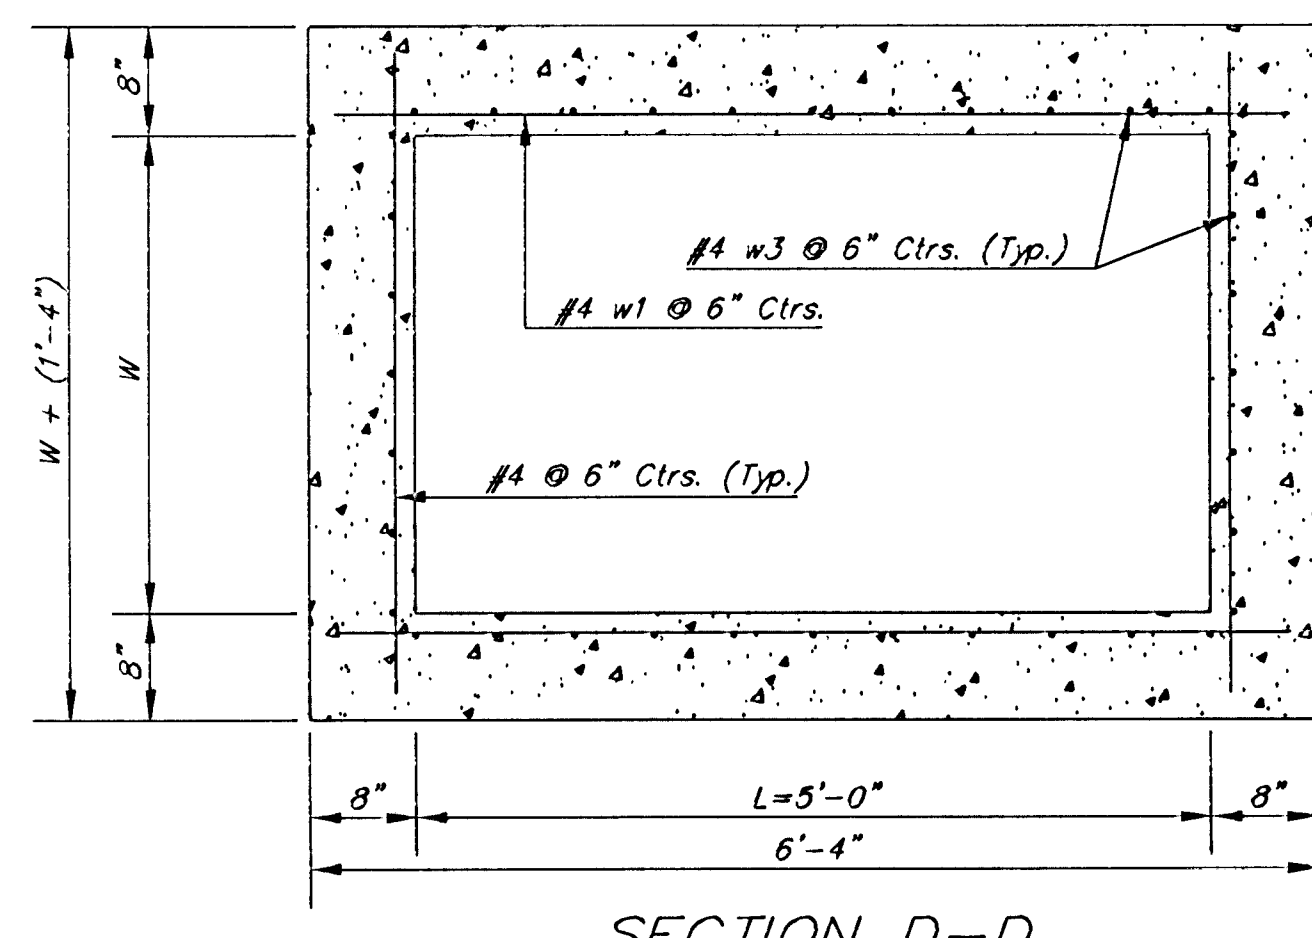 8"
W + (1'-4")
W
8"
#4 w3 @ 6" Ctrs. (Typ.)
#4 w1 @ 6" Ctrs.
#4 @ 6" Ctrs. (Typ.)
8"
L=5'-0"
8"
6'-4"
SECTION